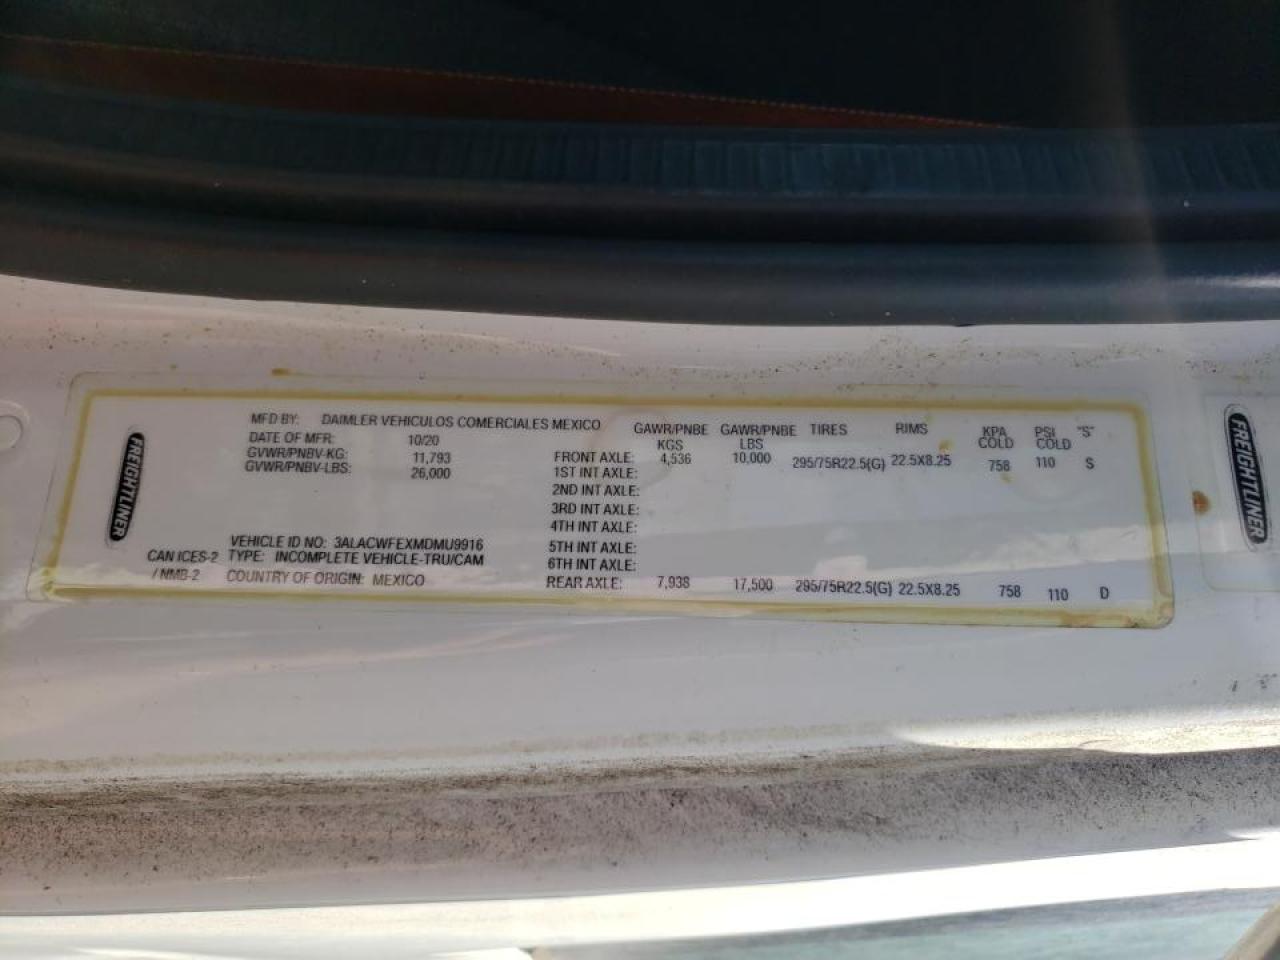 FREIGHTLINER
MFD BY: DAIMLER VEHICULOS COMERCIALES MEXICO
DATE OF MFR: 10/20
GVWR/PNBV-KG: 11,793
GVWR/PNBV-LBS: 26,000
VEHICLE ID NO: 3ALACWFEXMDMU9916
CAN ICES-2 TYPE: INCOMPLETE VEHICLE-TRU/CAM
/ NMB-2 COUNTRY OF ORIGIN: MEXICO
GAWR/PNBE GAWR/PNBE TIRES RIMS KPA PSI "S"
KGS LBS COLD COLD
FRONT AXLE: 4,536 10,000 295/75R22.5(G) 22.5X8.25 758 110 S
1ST INT AXLE:
2ND INT AXLE:
3RD INT AXLE:
4TH INT AXLE:
5TH INT AXLE:
6TH INT AXLE:
REAR AXLE: 7,938 17,500 295/75R22.5(G) 22.5X8.25 758 110 D
FREIGHTLINER